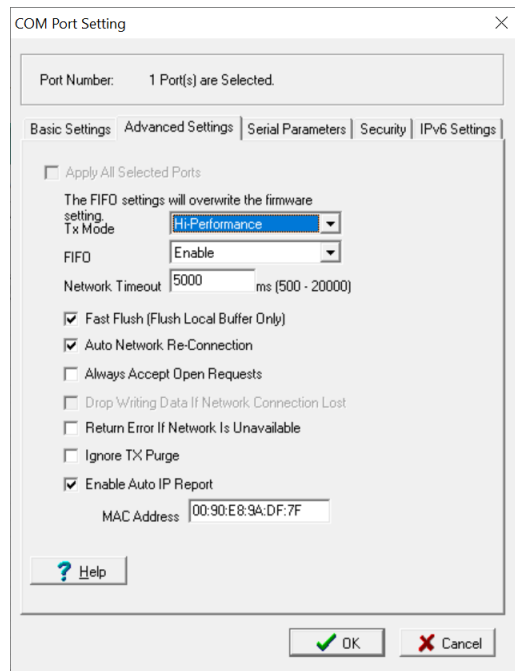 COM Port Setting
Port Number: 1 Port(s) are Selected.
Basic Settings Advanced Settings Serial Parameters Security IPv6 Settings
Apply All Selected Ports
The FIFO settings will overwrite the firmware
setting.
Tx Mode Hi-Performance
FIFO Enable
Network Timeout 5000 ms (500 - 20000)
Fast Flush (Flush Local Buffer Only)
Auto Network Re-Connection
Always Accept Open Requests
Drop Writing Data If Network Connection Lost
Return Error If Network Is Unavailable
Ignore TX Purge
Enable Auto IP Report
MAC Address 00:90:E8:9A:DF:7F
? Help
OK Cancel